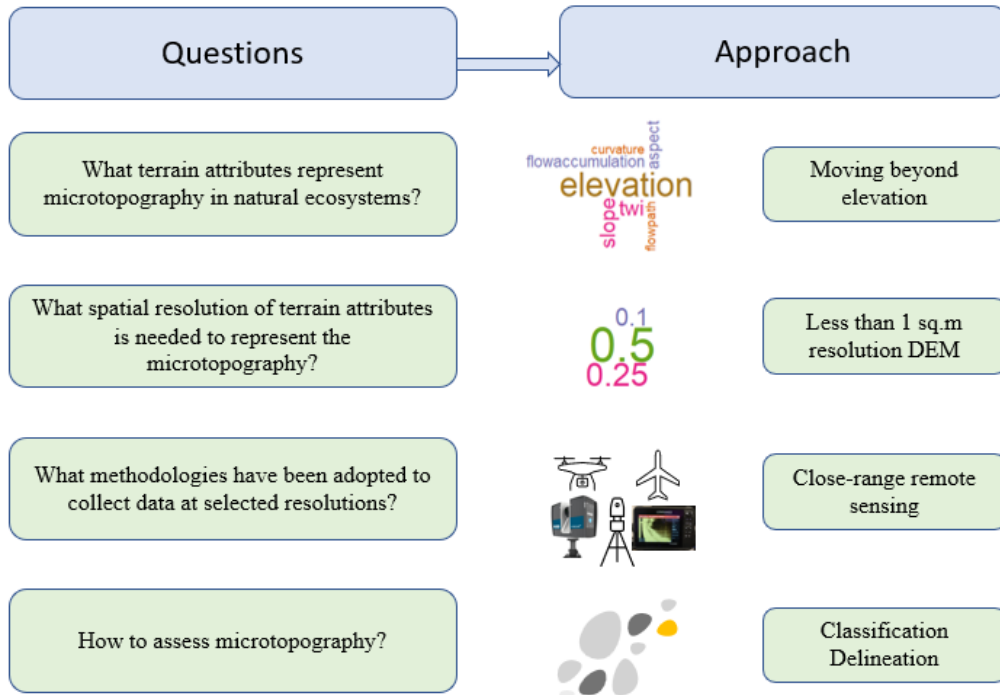 Questions
Approach
What terrain attributes represent
microtopography in natural ecosystems?
curvature
flowaccumulation
aspect
elevation
slope
twi
flowpath
Moving beyond
elevation
What spatial resolution of terrain attributes
is needed to represent the
microtopography?
0.1
0.5
0.25
Less than 1 sq.m
resolution DEM
What methodologies have been adopted to
collect data at selected resolutions?
Close-range remote
sensing
How to assess microtopography?
Classification
Delineation